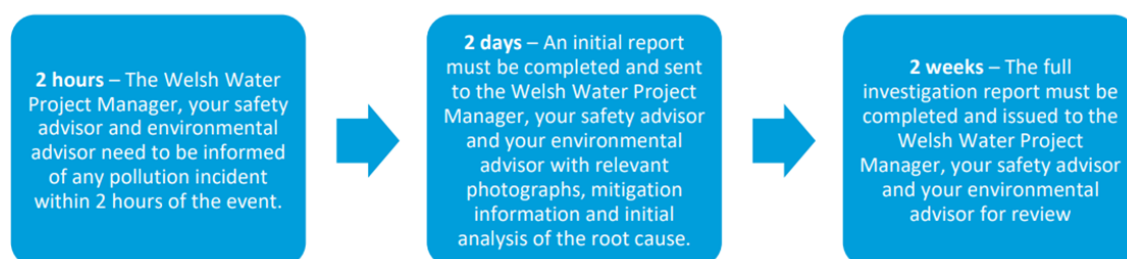 2 hours – The Welsh Water
Project Manager, your safety
advisor and environmental
advisor need to be informed
of any pollution incident
within 2 hours of the event.
2 days – An initial report
must be completed and sent
to the Welsh Water Project
Manager, your safety advisor
and your environmental
advisor with relevant
photographs, mitigation
information and initial
analysis of the root cause.
2 weeks – The full
investigation report must be
completed and issued to the
Welsh Water Project
Manager, your safety advisor
and your environmental
advisor for review